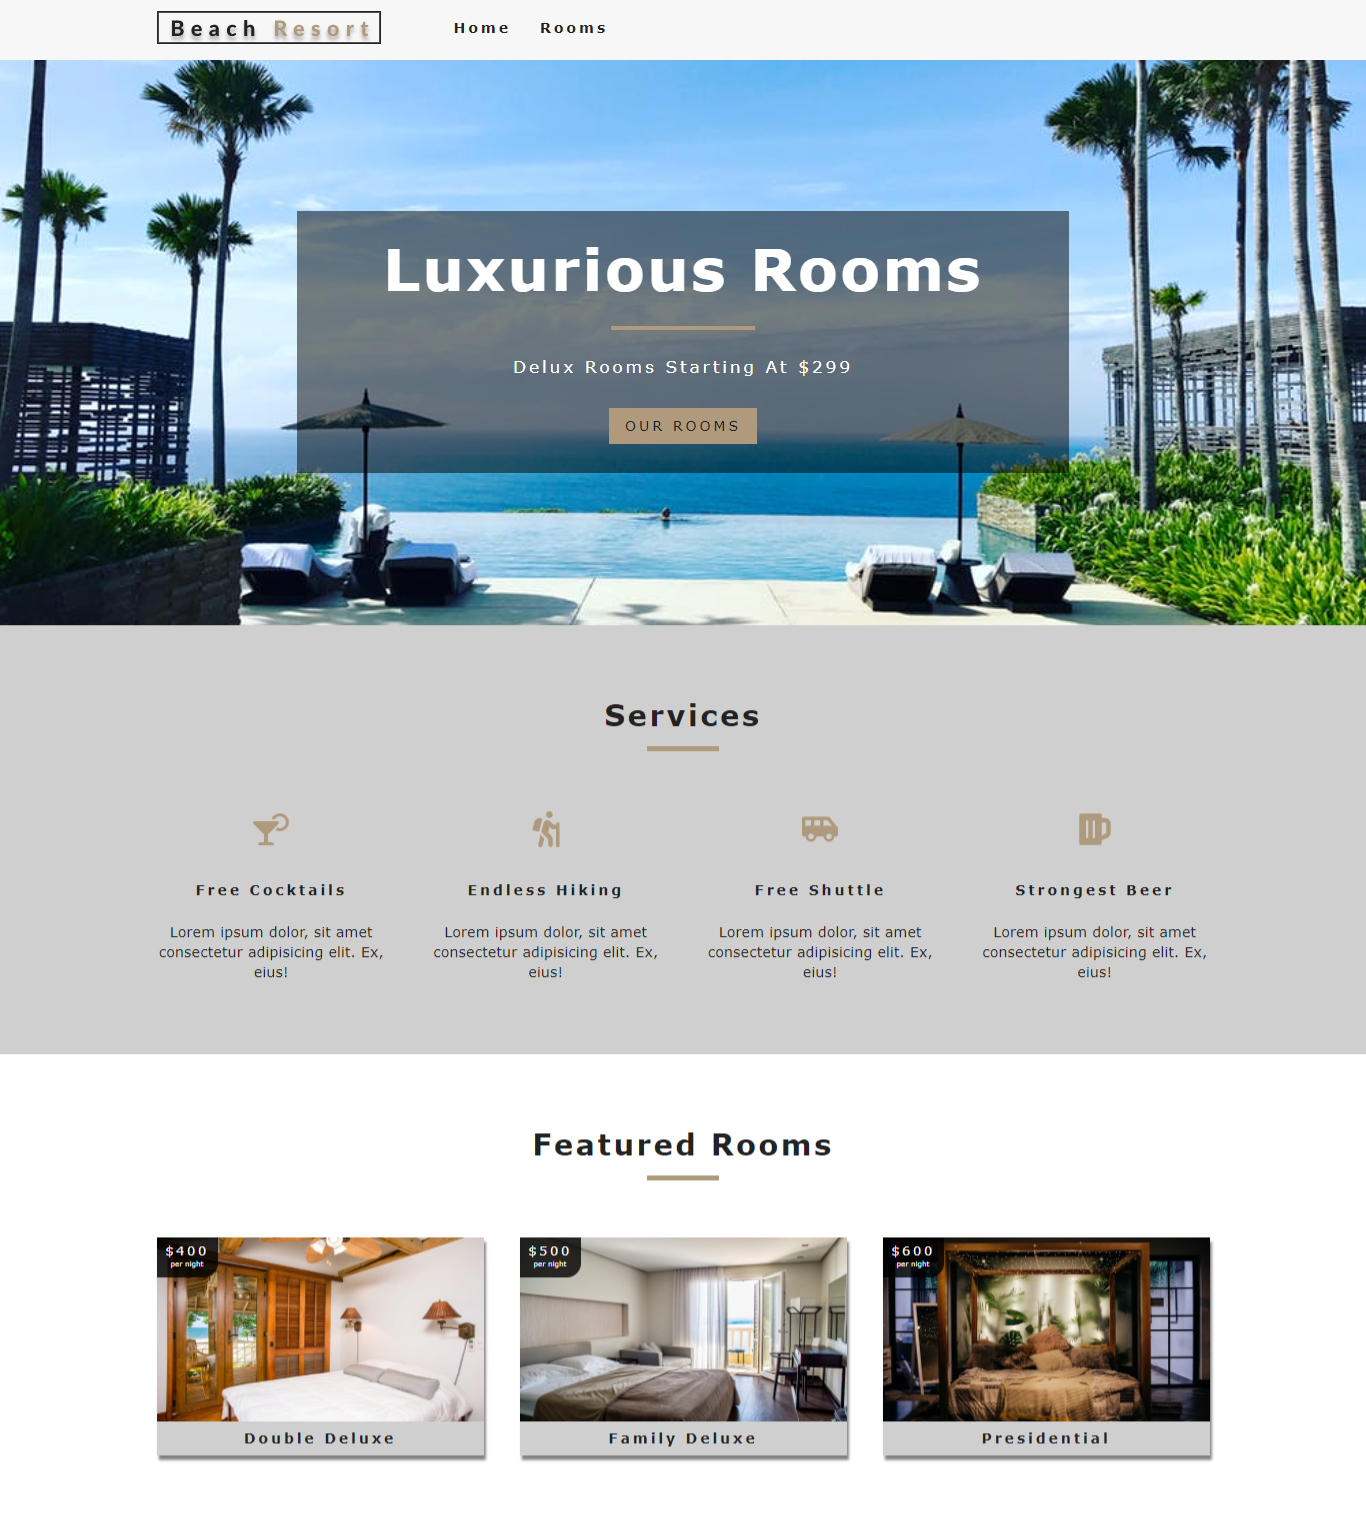 Beach Resort
Home Rooms
Luxurious Rooms
Delux Rooms Starting At $299
OUR ROOMS
Services
Free Cocktails
Lorem ipsum dolor, sit amet
consectetur adipisicing elit. Ex,
eius!
Endless Hiking
Lorem ipsum dolor, sit amet
consectetur adipisicing elit. Ex,
eius!
Free Shuttle
Lorem ipsum dolor, sit amet
consectetur adipisicing elit. Ex,
eius!
Strongest Beer
Lorem ipsum dolor, sit amet
consectetur adipisicing elit. Ex,
eius!
Featured Rooms
$400
per night
Double Deluxe
$500
per night
Family Deluxe
$600
per night
Presidential